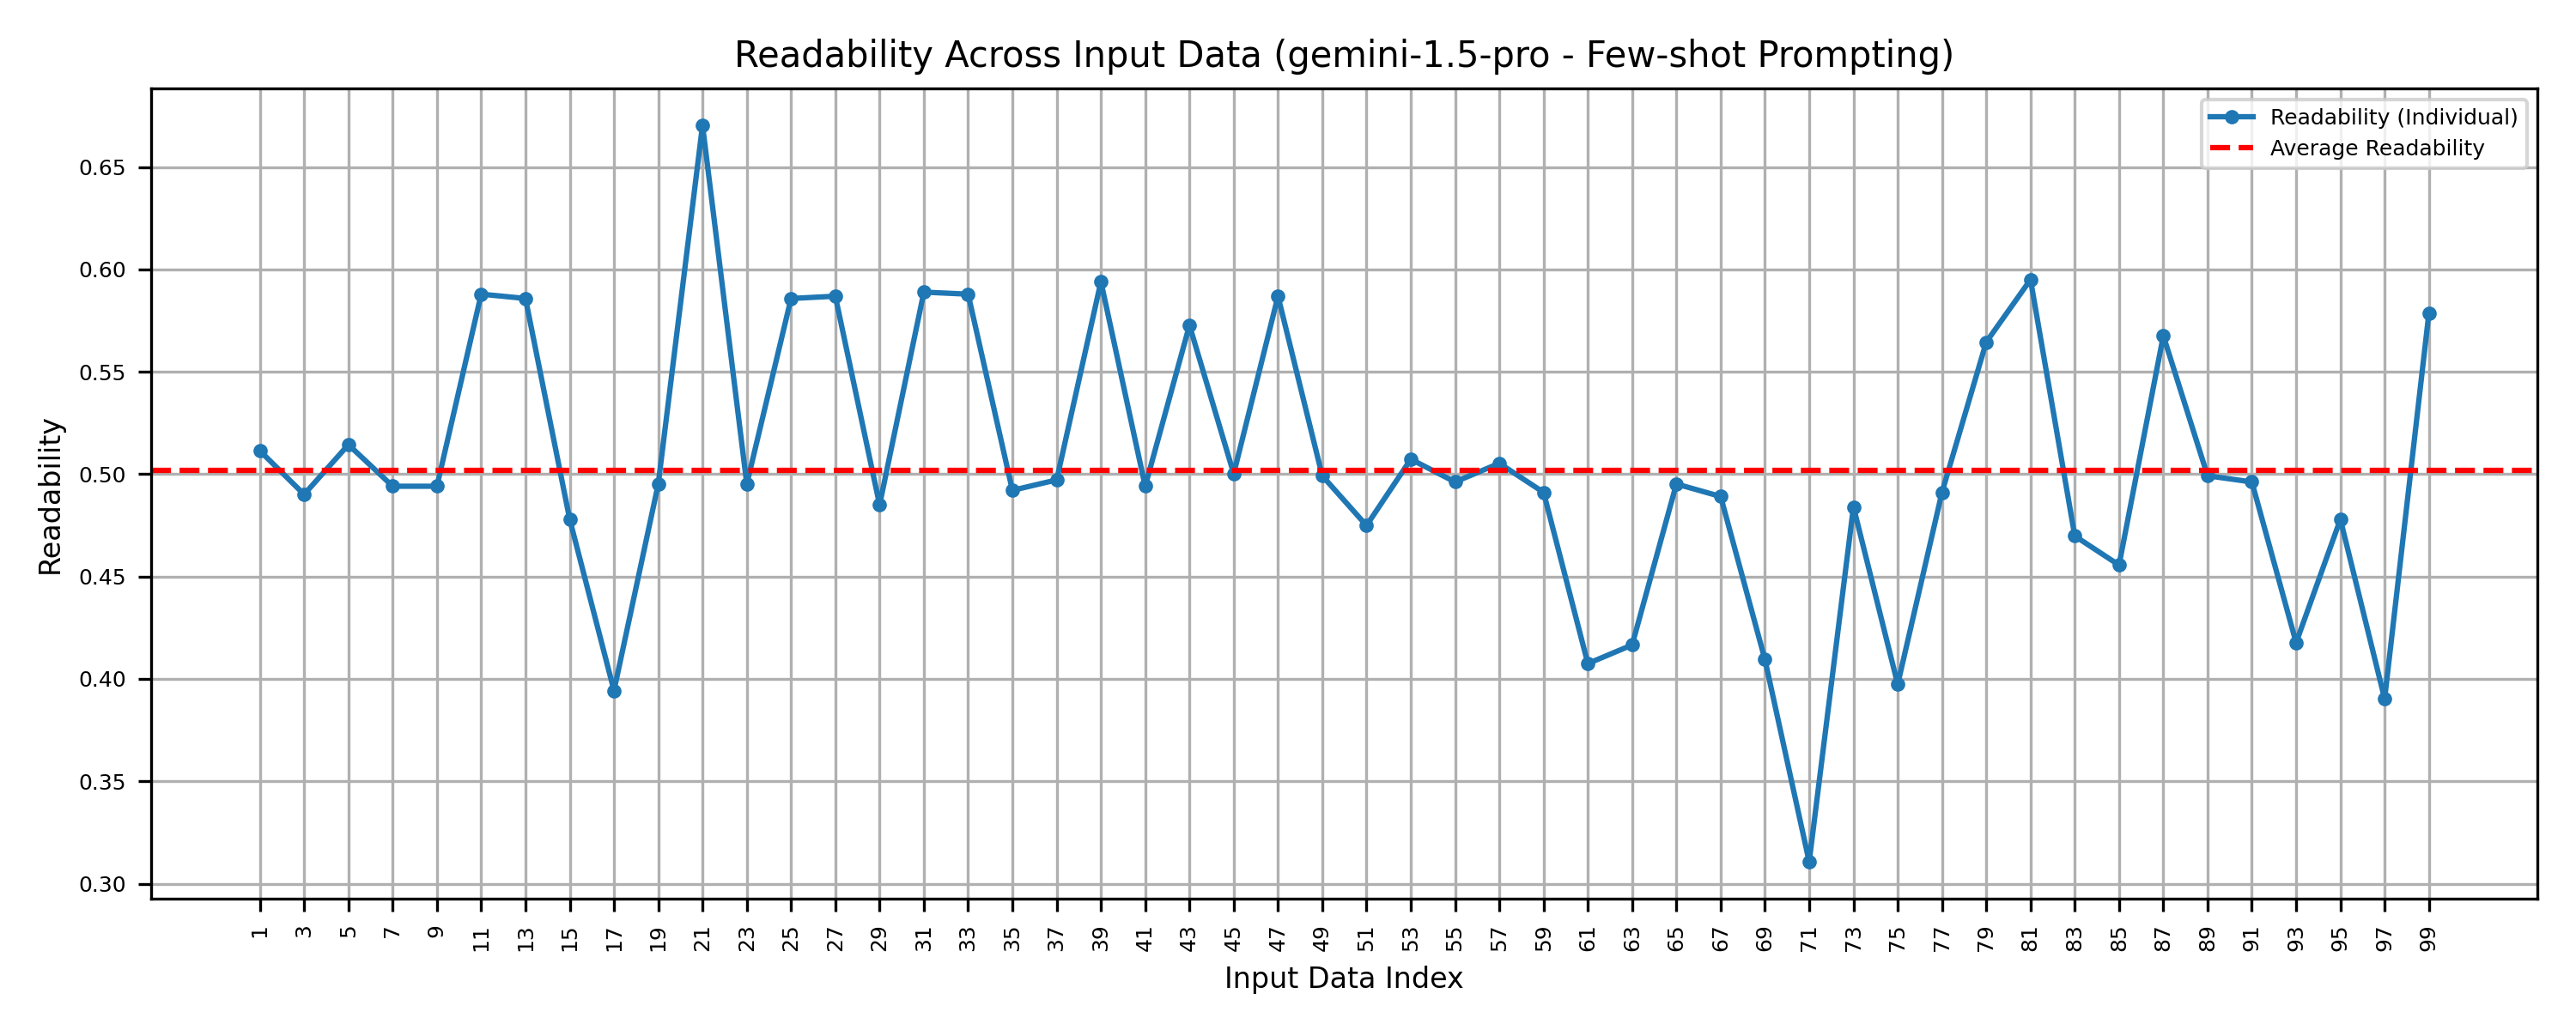 Readability Across Input Data (gemini-1.5-pro - Few-shot Prompting)
Readability (Individual)
Average Readability
Readability
0.65
0.60
0.55
0.50
0.45
0.40
0.35
0.30
1 3 5 7 9 11 13 15 17 19 21 23 25 27 29 31 33 35 37 39 41 43 45 47 49 51 53 55 57 59 61 63 65 67 69 71 73 75 77 79 81 83 85 87 89 91 93 95 97 99
Input Data Index